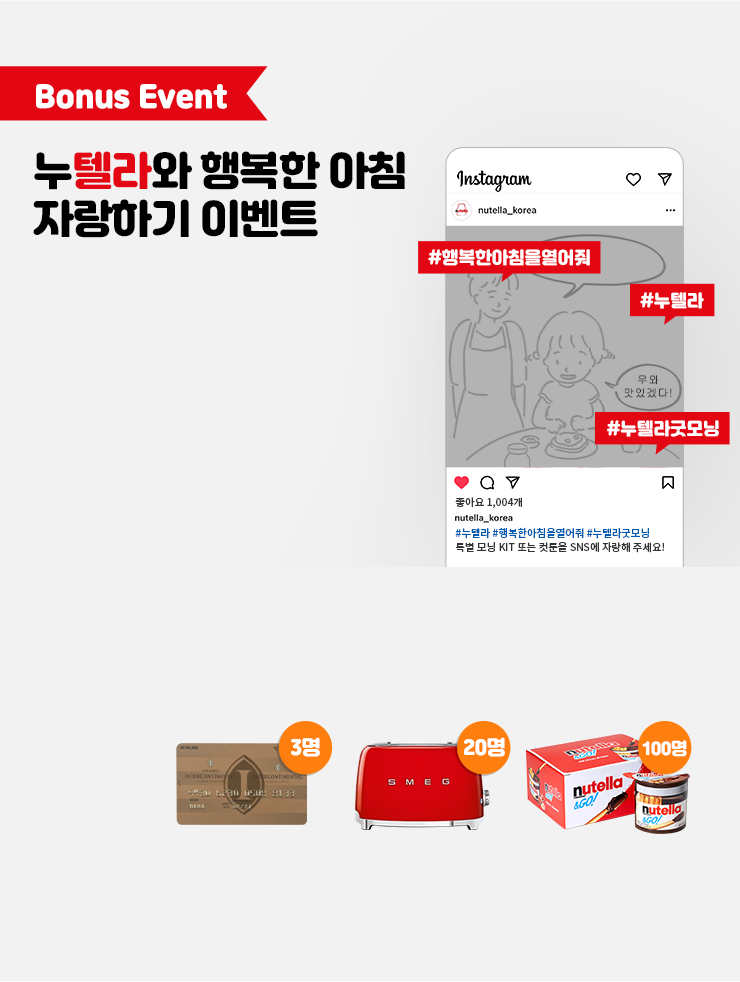 Bonus Event
누텔라와 행복한 아침
자랑하기 이벤트
Instagram
nutella_korea
#행복한아침을열어줘
#누텔라
우와
맛있겠다!
#누텔라굿모닝
좋아요 1,004개
nutella_korea
#누텔라 #행복한아침을열어줘 #누텔라굿모닝
특별 모닝 KIT 또는 컷툰을 SNS에 자랑해 주세요!
3명
20명
100명
INTERCONTINENTAL
SMEG
nutella
&GO!
nutella
&GO!